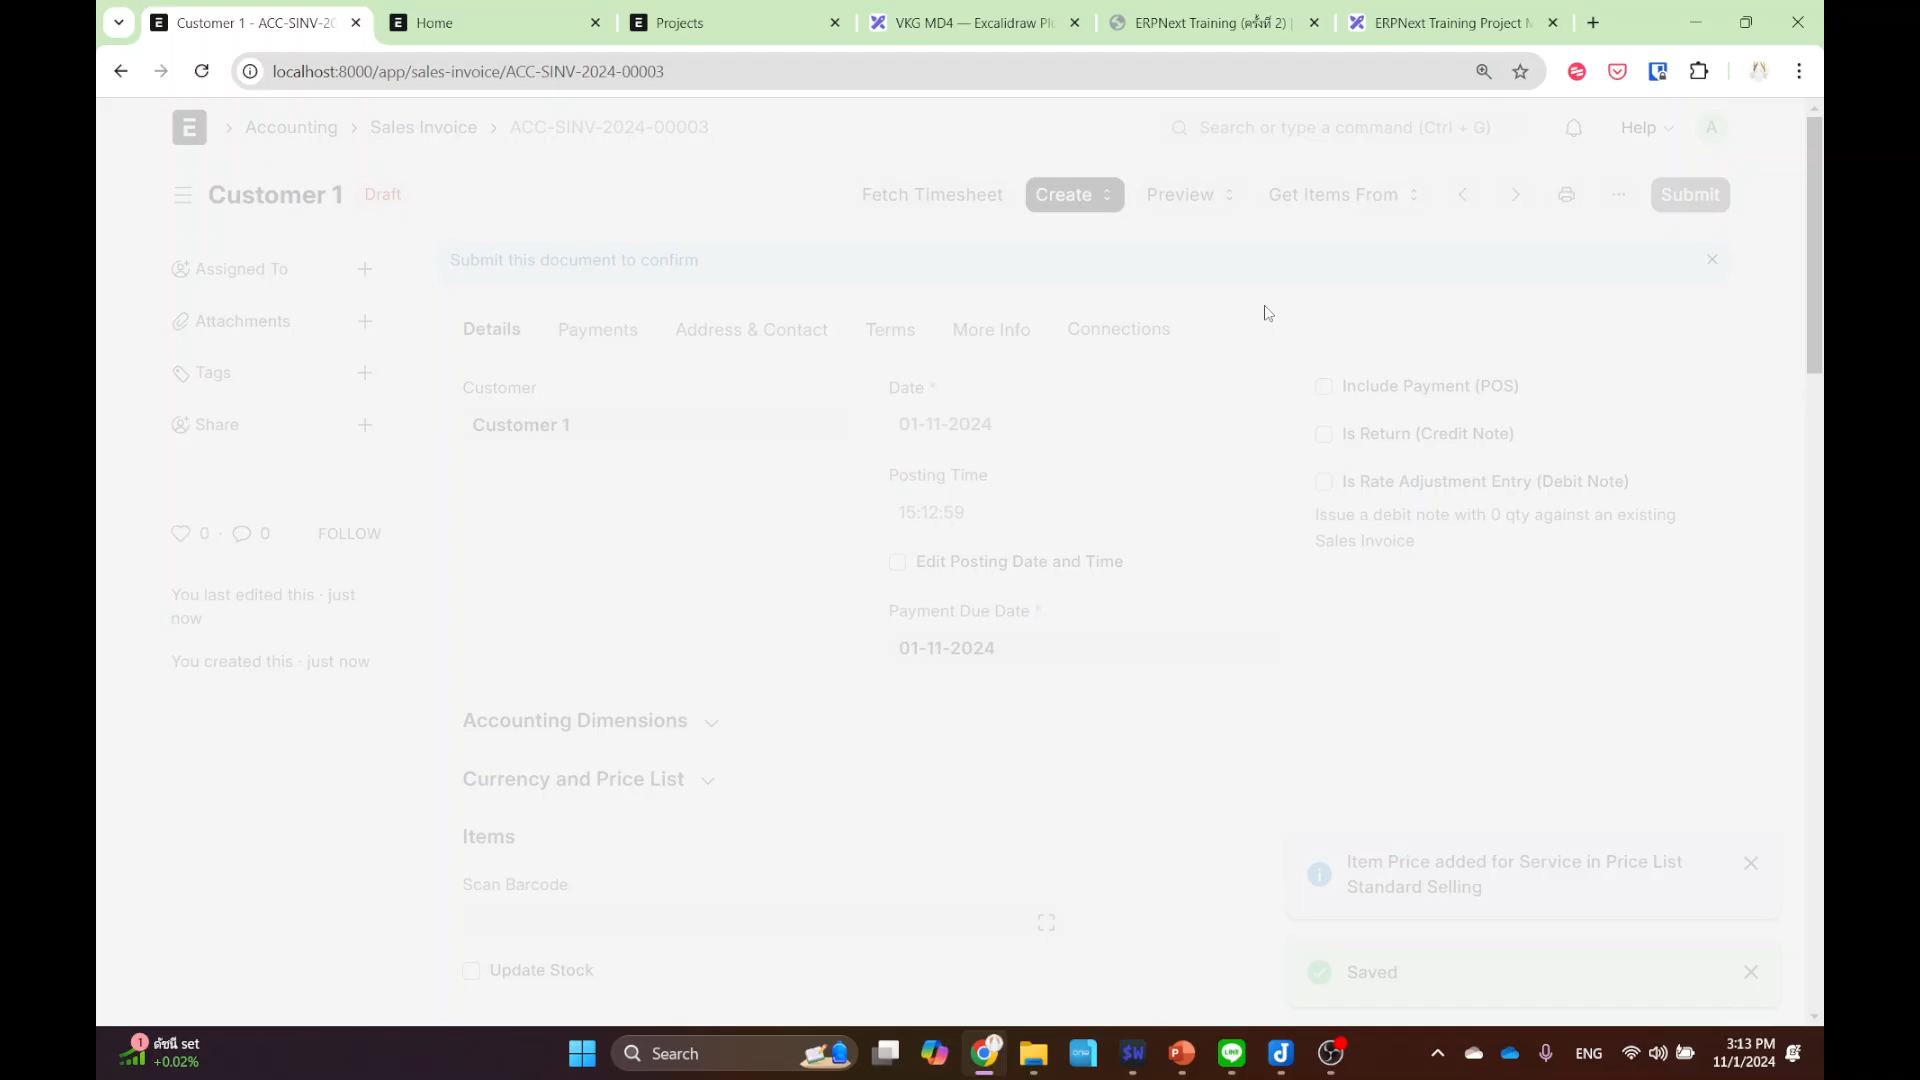 Customer 1 - ACC-SINV-20
Home
Projects
VKG MD4 — Excalidraw Pl
ERPNext Training (ครั้งที่ 2) |
ERPNext Training Project M
localhost:8000/app/sales-invoice/ACC-SINV-2024-00003
E > Accounting > Sales Invoice > ACC-SINV-2024-00003
Search or type a command (Ctrl + G)
Help
A
Customer 1
Draft
Fetch Timesheet
Create
Preview
Get Items From
Submit
Assigned To
Attachments
Tags
Share
0 · 0
FOLLOW
You last edited this · just
now
You created this · just now
Submit this document to confirm
Details
Payments
Address & Contact
Terms
More Info
Connections
Customer
Customer 1
Date *
01-11-2024
Posting Time
15:12:59
Edit Posting Date and Time
Payment Due Date *
01-11-2024
Include Payment (POS)
Is Return (Credit Note)
Is Rate Adjustment Entry (Debit Note)
Issue a debit note with 0 qty against an existing
Sales Invoice
Accounting Dimensions
Currency and Price List
Items
Scan Barcode
Update Stock
Item Price added for Service in Price List
Standard Selling
Saved
1
ดัชนี set
+0.02%
Search
ENG
3:13 PM
11/1/2024